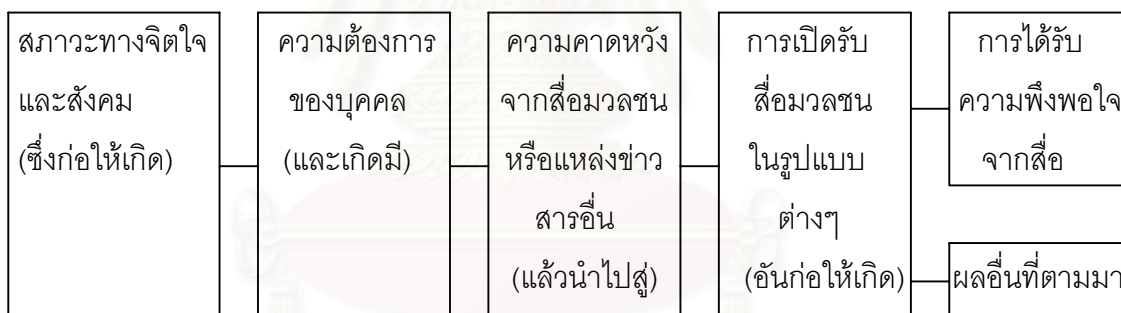 สภาวะทางจิตใจ
และสังคม
(ซึ่งก่อให้เกิด)
ความต้องการ
ของบุคคล
(และเกิดมี)
ความคาดหวัง
จากสื่อมวลชน
หรือแหล่งข่าว
สารอื่น
(แล้วนำไปสู่)
การเปิดรับ
สื่อมวลชน
ในรูปแบบ
ต่างๆ
(อันก่อให้เกิด)
การได้รับ
ความพึงพอใจ
จากสื่อ
ผลอื่นที่ตามมา